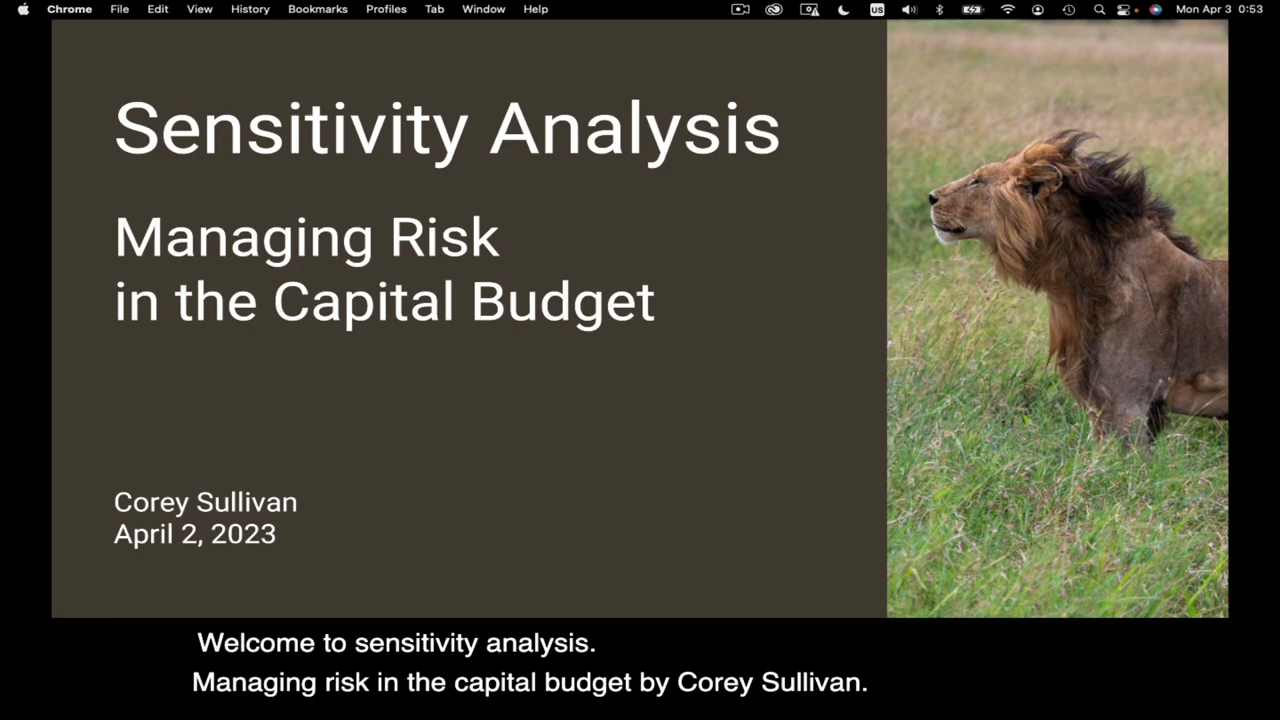 Chrome File Edit View History Bookmarks Profiles Tab Window Help US Mon Apr 3 0:53
Sensitivity Analysis
Managing Risk
in the Capital Budget
Corey Sullivan
April 2, 2023
Welcome to sensitivity analysis.
Managing risk in the capital budget by Corey Sullivan.